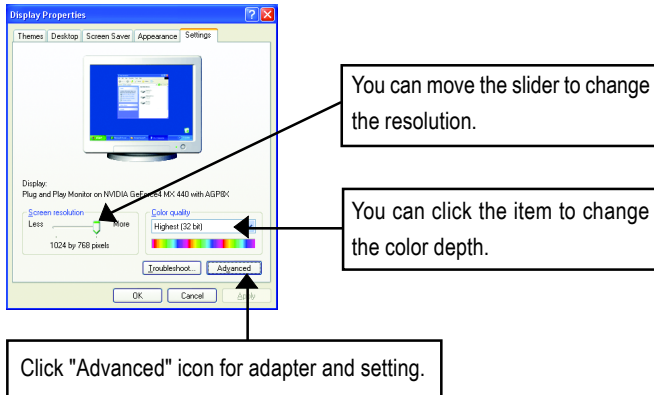 Display Properties
Themes Desktop Screen Saver Appearance Settings
You can move the slider to change
the resolution.
Display:
Plug and Play Monitor on NVIDIA GeForce4 MX 440 with AGP8X
Screen resolution
Less More
1024 by 768 pixels
Color quality
Highest (32 bit)
You can click the item to change
the color depth.
Troubleshoot... Advanced
OK Cancel Apply
Click "Advanced" icon for adapter and setting.